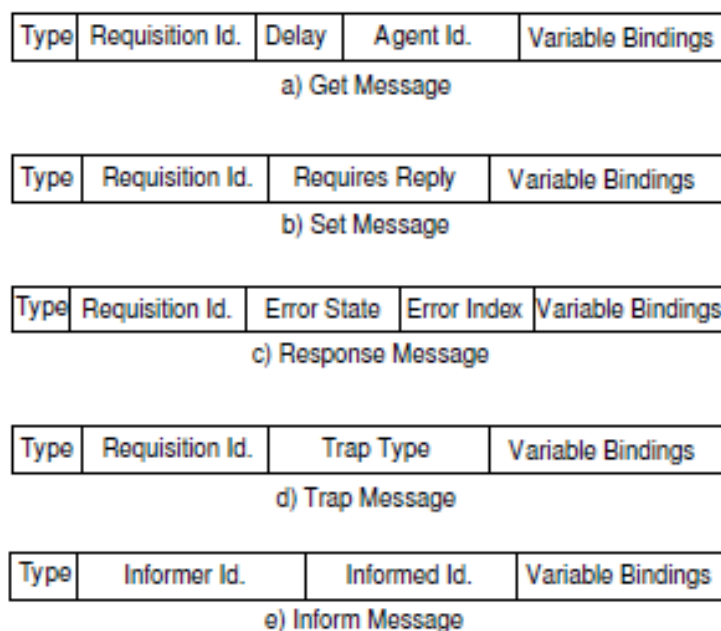 Type Requisition Id. Delay Agent Id. Variable Bindings
a) Get Message
Type Requisition Id. Requires Reply Variable Bindings
b) Set Message
Type Requisition Id. Error State Error Index Variable Bindings
c) Response Message
Type Requisition Id. Trap Type Variable Bindings
d) Trap Message
Type Informer Id. Informed Id. Variable Bindings
e) Inform Message